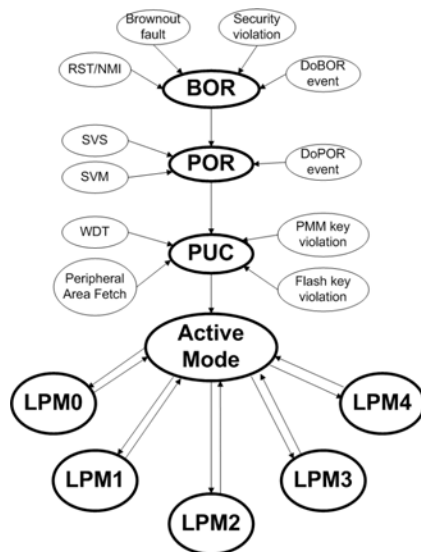 Brownout
fault
Security
violation
RST/NMI
DoBOR
event
BOR
SVS
SVM
POR
DoPOR
event
WDT
PMM key
violation
PUC
Peripheral
Area Fetch
Flash key
violation
Active
Mode
LPM0
LPM4
LPM1
LPM3
LPM2